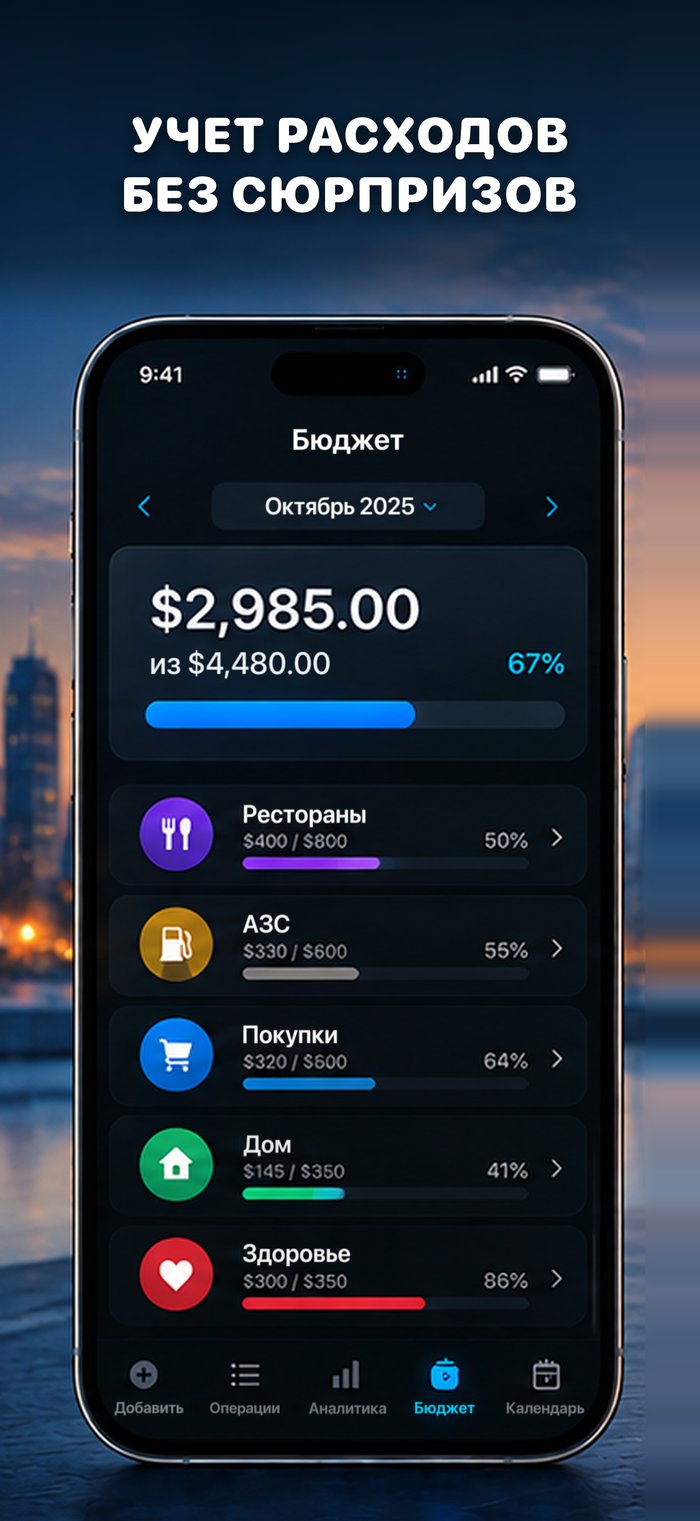 УЧЕТ РАСХОДОВ
БЕЗ СЮРПРИЗОВ
9:41
Бюджет
Октябрь 2025
$2,985.00
из $4,480.00
67%
Рестораны
$400 / $800
50%
АЗС
$330 / $600
55%
Покупки
$320 / $600
64%
Дом
$145 / $350
41%
Здоровье
$300 / $350
86%
Добавить
Операции
Аналитика
Бюджет
Календарь